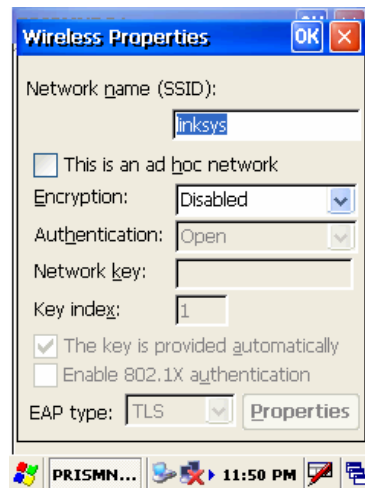 Wireless Properties OK
Network name (SSID):
linksys
This is an ad hoc network
Encryption: Disabled
Authentication: Open
Network key:
Key index: 1
The key is provided automatically
Enable 802.1X authentication
EAP type: TLS Properties
PRISMN... 11:50 PM